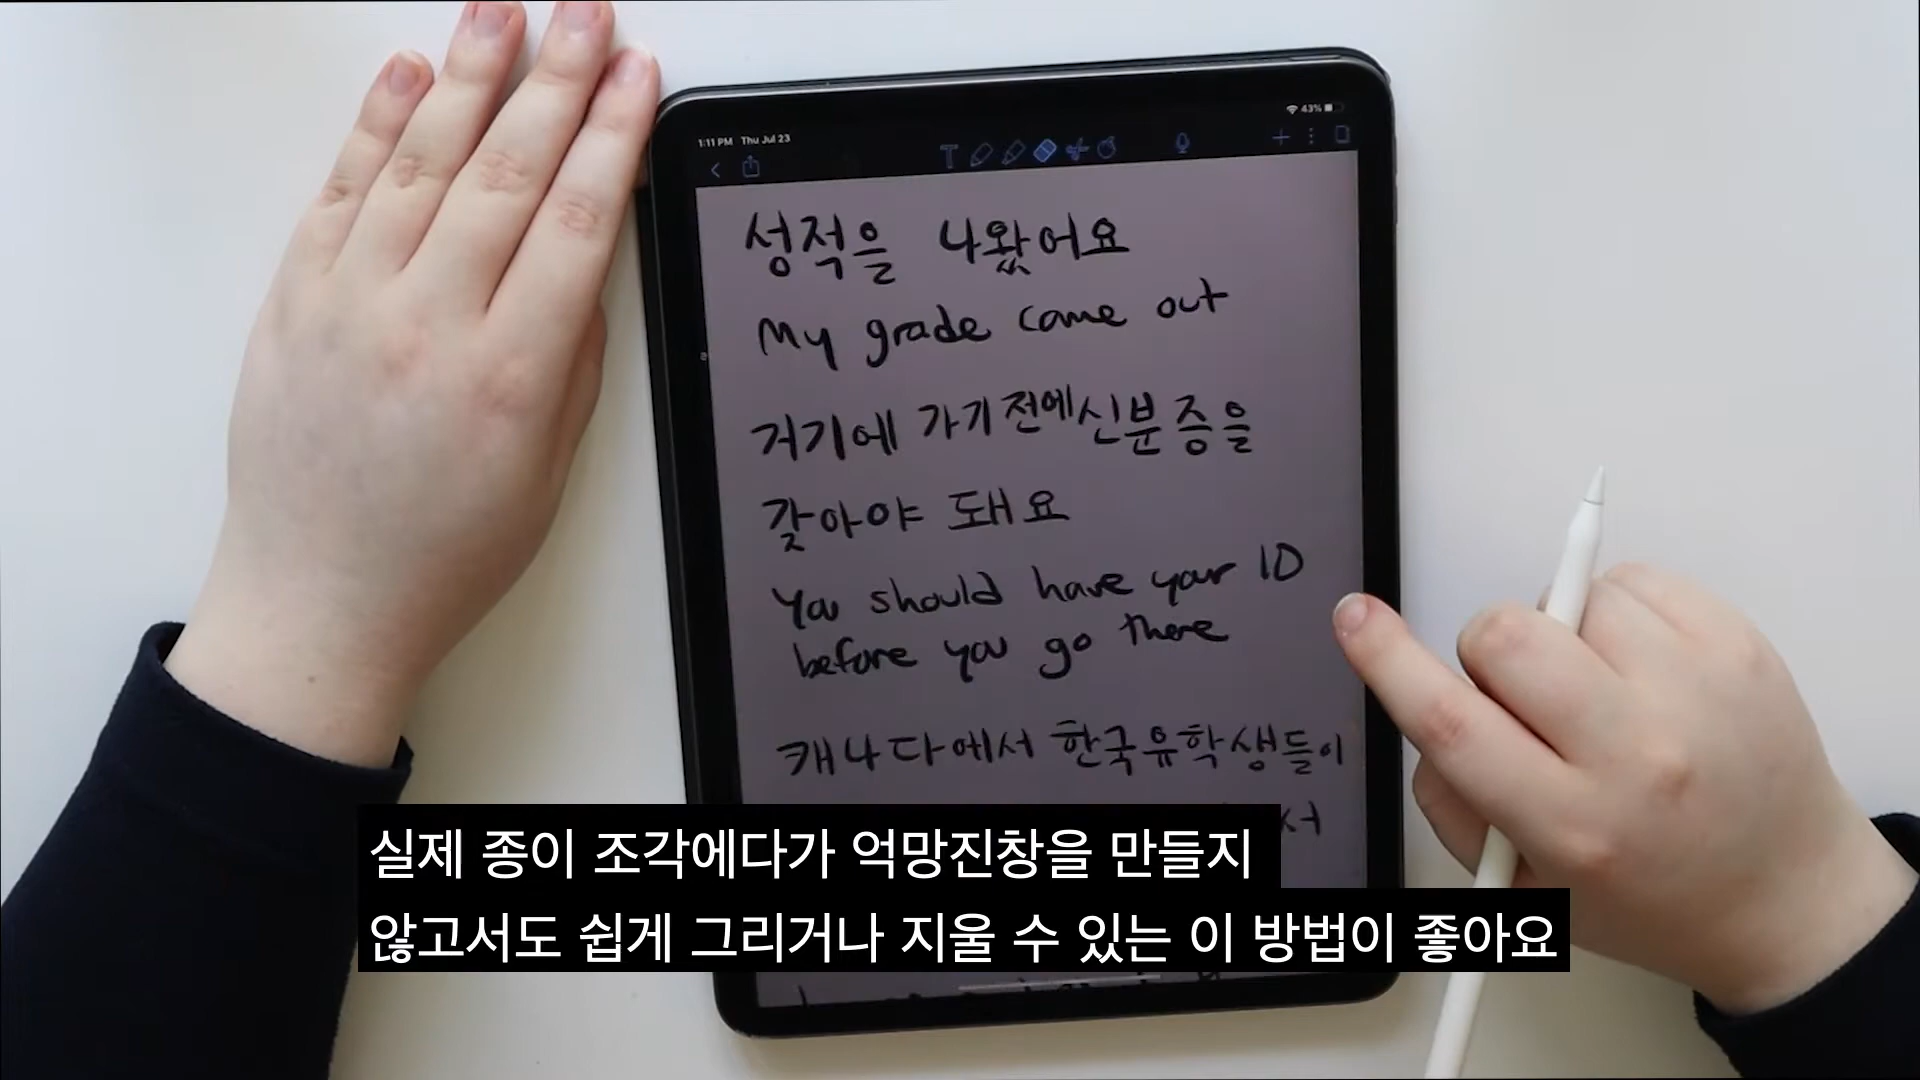 1:11 PM Thu Jul 23
43%
성적을 나왔어요
My grade came out
거기에 가기 전에 신분증을
갖아야 돼요
You should have your ID
before you go there
캐나다에서 한국유학생들이
서
실제 종이 조각에다가 엉망진창을 만들지
않고서도 쉽게 그리거나 지울 수 있는 이 방법이 좋아요